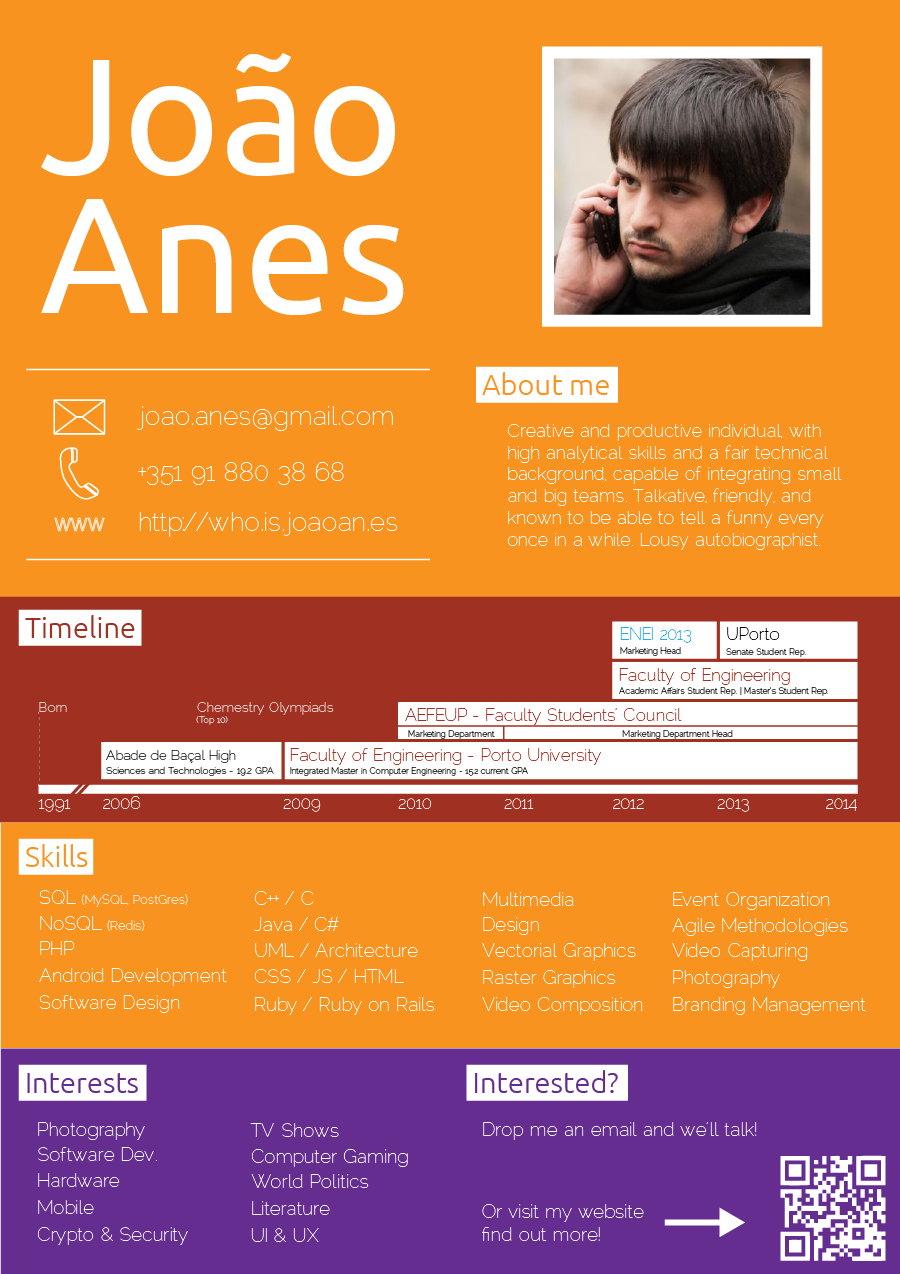 João
Anes
joao.anes@gmail.com
+351 91 880 38 68
www
http://who.is.joaoan.es
About me
Creative and productive individual, with
high analytical skills and a fair technical
background, capable of integrating small
and big teams. Talkative, friendly, and
known to be able to tell a funny every
once in a while. Lousy autobiographist.
Timeline
ENEI 2013
Marketing Head
UPorto
Senate Student Rep.
Faculty of Engineering
Academic Affairs Student Rep. | Master's Student Rep.
Born
Chemestry Olympiads
(Top 10)
AEFEUP - Faculty Students' Council
Marketing Department
Marketing Department Head
Abade de Baçal High
Sciences and Technologies - 19.2 GPA
Faculty of Engineering - Porto University
Integrated Master in Computer Engineering - 15.2 current GPA
1991 2006 2009 2010 2011 2012 2013 2014
Skills
SQL (MySQL, PostGres)
NoSQL (Redis)
PHP
Android Development
Software Design
C++ / C
Java / C#
UML / Architecture
CSS / JS / HTML
Ruby / Ruby on Rails
Multimedia
Design
Vectorial Graphics
Raster Graphics
Video Composition
Event Organization
Agile Methodologies
Video Capturing
Photography
Branding Management
Interests
Photography
Software Dev.
Hardware
Mobile
Crypto & Security
TV Shows
Computer Gaming
World Politics
Literature
UI & UX
Interested?
Drop me an email and we'll talk!
Or visit my website
find out more!